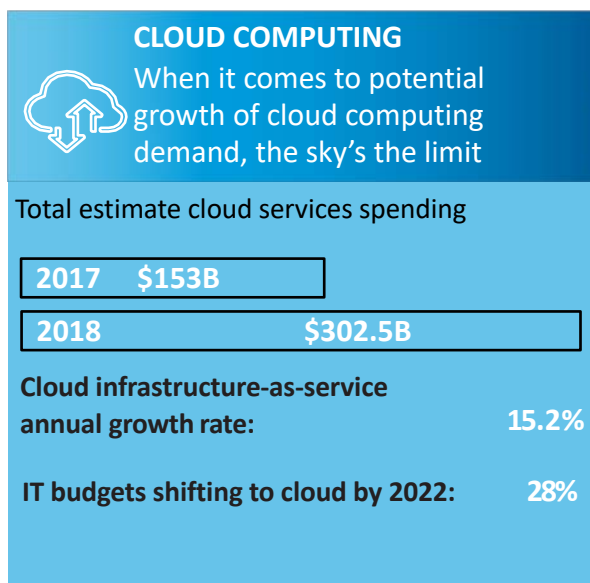 CLOUD COMPUTING
When it comes to potential
growth of cloud computing
demand, the sky’s the limit
Total estimate cloud services spending
2017 $153B
2018 $302.5B
Cloud infrastructure-as-service
annual growth rate: 15.2%
IT budgets shifting to cloud by 2022: 28%